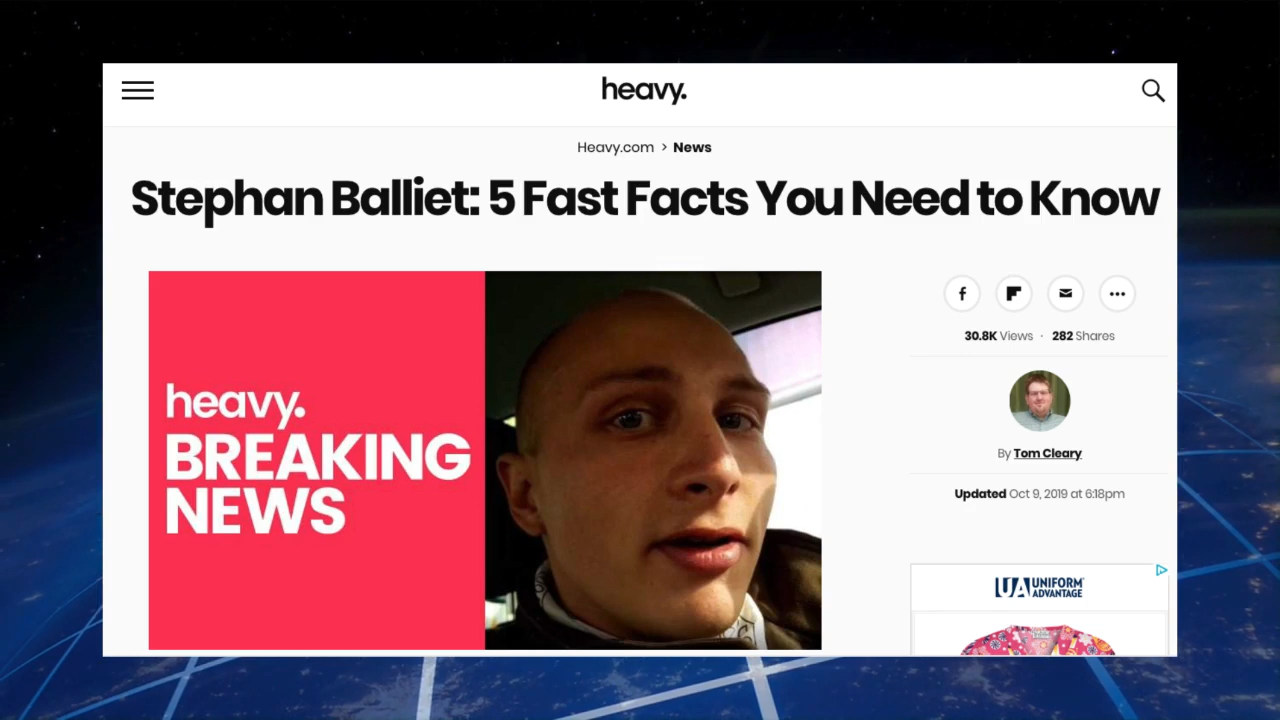 heavy.
Heavy.com > News
Stephan Balliet: 5 Fast Facts You Need to Know
heavy.
BREAKING
NEWS
30.8K Views · 282 Shares
By Tom Cleary
Updated Oct 9, 2019 at 6:18pm
UA UNIFORM
ADVANTAGE